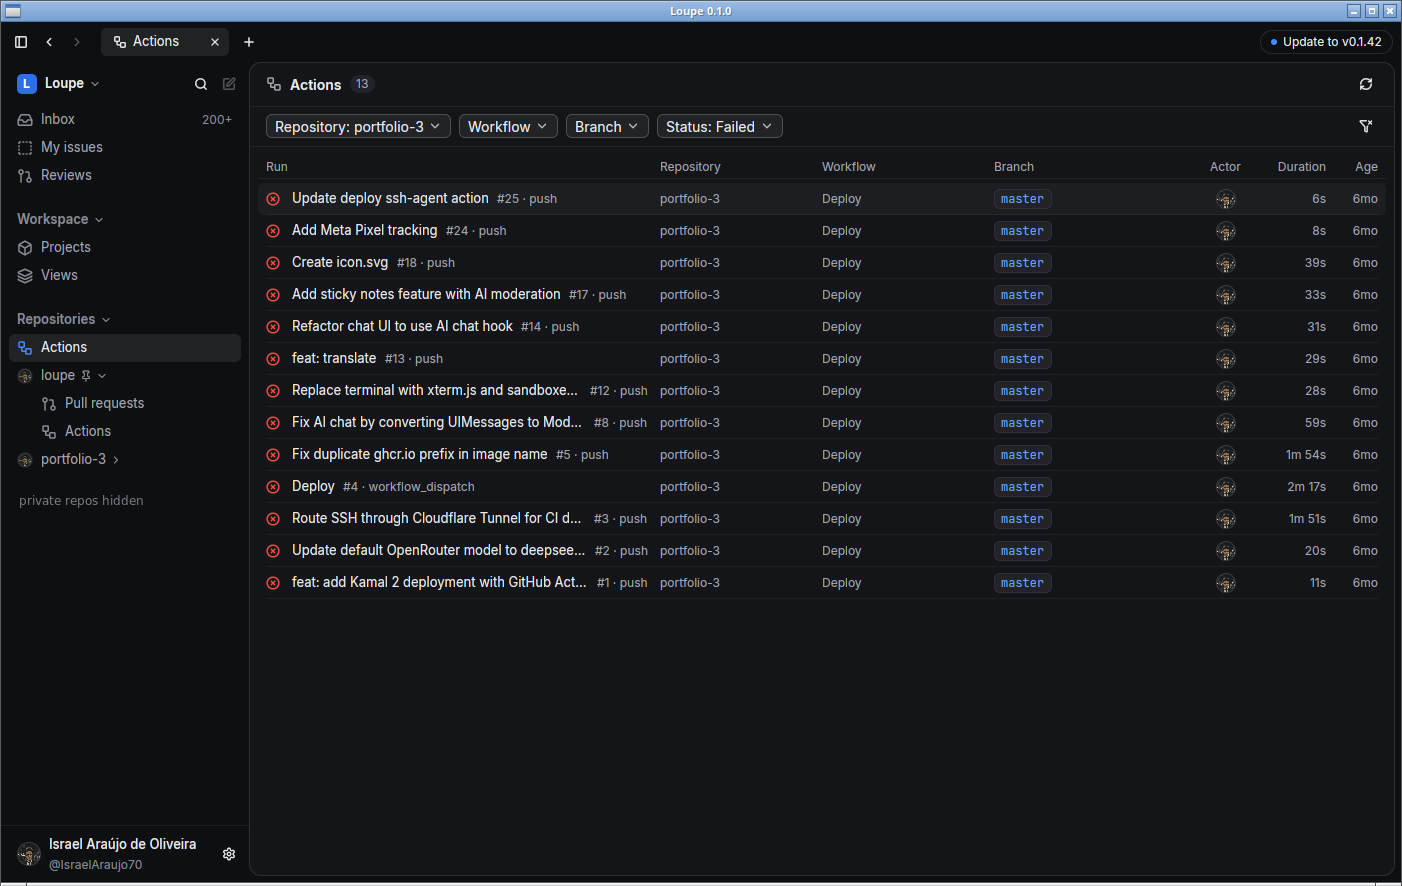 Loupe 0.1.0
Actions
Update to v0.1.42
L Loupe
Inbox 200+
My issues
Reviews
Workspace
Projects
Views
Repositories
Actions
loupe
Pull requests
Actions
portfolio-3
private repos hidden
Israel Araújo de Oliveira
@IsraelAraujo70
Actions 13
Repository: portfolio-3 Workflow Branch Status: Failed
Run Repository Workflow Branch Actor Duration Age
Update deploy ssh-agent action #25 · push portfolio-3 Deploy master 6s 6mo
Add Meta Pixel tracking #24 · push portfolio-3 Deploy master 8s 6mo
Create icon.svg #18 · push portfolio-3 Deploy master 39s 6mo
Add sticky notes feature with AI moderation #17 · push portfolio-3 Deploy master 33s 6mo
Refactor chat UI to use AI chat hook #14 · push portfolio-3 Deploy master 31s 6mo
feat: translate #13 · push portfolio-3 Deploy master 29s 6mo
Replace terminal with xterm.js and sandboxe... #12 · push portfolio-3 Deploy master 28s 6mo
Fix AI chat by converting UIMessages to Mod... #8 · push portfolio-3 Deploy master 59s 6mo
Fix duplicate ghcr.io prefix in image name #5 · push portfolio-3 Deploy master 1m 54s 6mo
Deploy #4 · workflow_dispatch portfolio-3 Deploy master 2m 17s 6mo
Route SSH through Cloudflare Tunnel for CI d... #3 · push portfolio-3 Deploy master 1m 51s 6mo
Update default OpenRouter model to deepsee... #2 · push portfolio-3 Deploy master 20s 6mo
feat: add Kamal 2 deployment with GitHub Act... #1 · push portfolio-3 Deploy master 11s 6mo